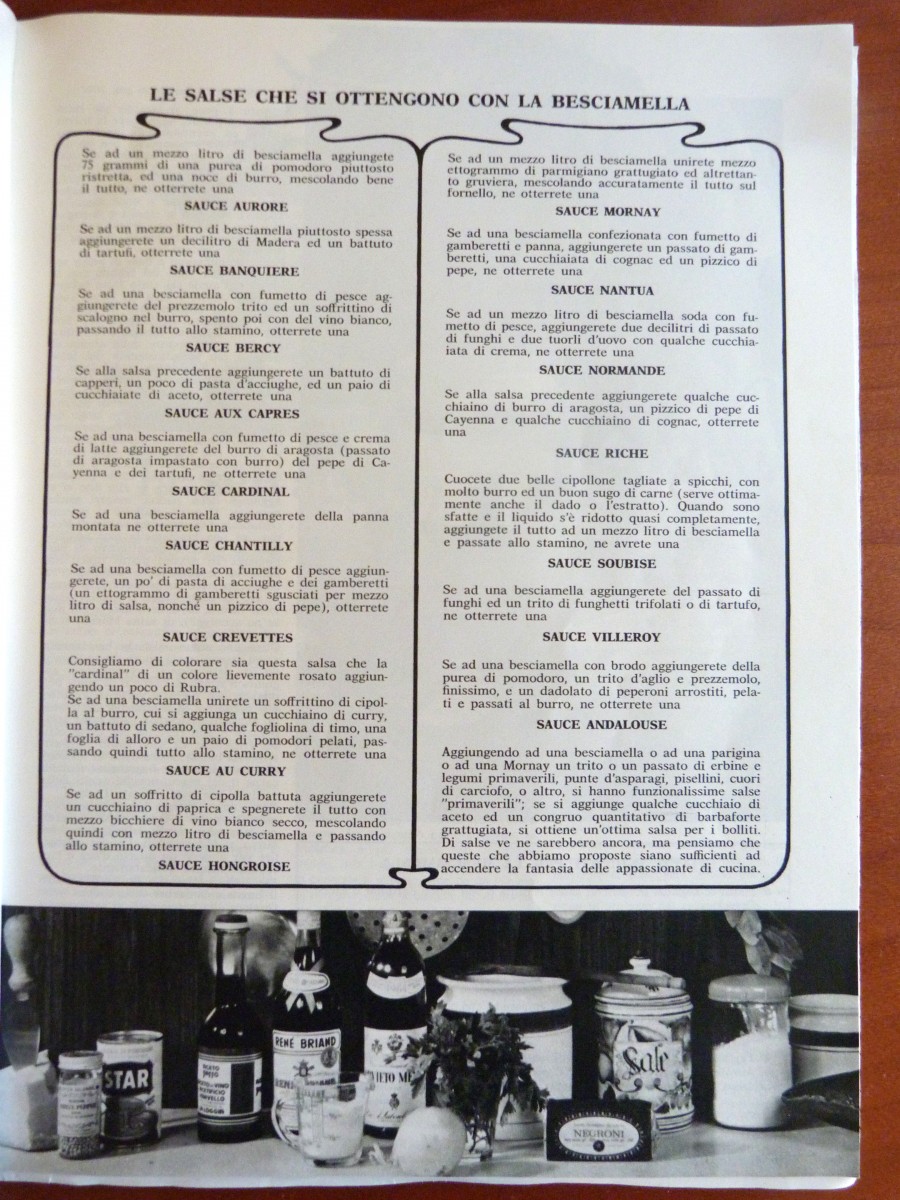 LE SALSE CHE SI OTTENGONO CON LA BESCIAMELLA
Se ad un mezzo litro di besciamella aggiungete
75 grammi di una purea di pomodoro piuttosto
ristretta, ed una noce di burro, mescolando bene
il tutto, ne otterrete una
SAUCE AURORE
Se ad un mezzo litro di besciamella piuttosto spessa
aggiungerete un decilitro di Madera ed un battuto
di tartufi, otterrete una
SAUCE BANQUIERE
Se ad una besciamella con fumetto di pesce ag-
giungerete del prezzemolo trito ed un soffrittino di
scalogno nel burro, spento poi con del vino bianco,
passando il tutto allo stamino, otterrete una
SAUCE BERCY
Se alla salsa precedente aggiungerete un battuto di
capperi, un poco di pasta d'acciughe, ed un paio di
cucchiaiate di aceto, otterrete una
SAUCE AUX CAPRES
Se ad una besciamella con fumetto di pesce e crema
di latte aggiungerete del burro di aragosta (passato
di aragosta impastato con burro) del pepe di Ca-
yenna e dei tartufi, ne otterrete una
SAUCE CARDINAL
Se ad una besciamella aggiungerete della panna
montata ne otterrete una
SAUCE CHANTILLY
Se ad una besciamella con fumetto di pesce aggiun-
gerete, un po' di pasta di acciughe e dei gamberetti
(un ettogrammo di gamberetti sgusciati per mezzo
litro di salsa, nonché un pizzico di pepe), otterrete
una
SAUCE CREVETTES
Consigliamo di colorare sia questa salsa che la
"cardinal" di un colore lievemente rosato aggiun-
gendo un poco di Rubra.
Se ad una besciamella unirete un soffrittino di cipol-
la al burro, cui si aggiunga un cucchiaino di curry,
un battuto di sedano, qualche fogliolina di timo, una
foglia di alloro e un paio di pomodori pelati, pas-
sando quindi tutto allo stamino, ne otterrete una
SAUCE AU CURRY
Se ad un soffritto di cipolla battuta aggiungerete
un cucchiaino di paprica e spegnerete il tutto con
mezzo bicchiere di vino bianco secco, mescolando
quindi con mezzo litro di besciamella e passando
allo stamino, otterrete una
SAUCE HONGROISE
Se ad un mezzo litro di besciamella unirete mezzo
ettogrammo di parmigiano grattugiato ed altrettan-
to gruviera, mescolando accuratamente il tutto sul
fornello, ne otterrete una
SAUCE MORNAY
Se ad una besciamella confezionata con fumetto di
gamberetti e panna, aggiungerete un passato di gam-
beretti, una cucchiaiata di cognac ed un pizzico di
pepe, ne otterrete una
SAUCE NANTUA
Se ad un mezzo litro di besciamella soda con fu-
metto di pesce, aggiungerete due decilitri di passato
di funghi e due tuorli d'uovo con qualche cucchia-
iata di crema, ne otterrete una
SAUCE NORMANDE
Se alla salsa precedente aggiungerete qualche cuc-
chiaino di burro di aragosta, un pizzico di pepe di
Cayenna e qualche cucchiaino di cognac, otterrete
una
SAUCE RICHE
Cuocete due belle cipollone tagliate a spicchi, con
molto burro ed un buon sugo di carne (serve ottima-
mente anche il dado o l'estratto). Quando sono
sfatte e il liquido s'è ridotto quasi completamente,
aggiungete il tutto ad un mezzo litro di besciamella
e passate allo stamino, ne avrete una
SAUCE SOUBISE
Se ad una besciamella aggiungerete del passato di
funghi ed un trito di funghetti trifolati o di tartufo,
ne otterrete una
SAUCE VILLEROY
Se ad una besciamella con brodo aggiungerete della
purea di pomodoro, un trito d'aglio e prezzemolo,
finissimo, e un dadolato di peperoni arrostiti, pela-
ti e passati al burro, ne otterrete una
SAUCE ANDALOUSE
Aggiungendo ad una besciamella o ad una parigina
o ad una Mornay un trito o un passato di erbine e
legumi primaverili, punte d'asparagi, pisellini, cuori
di carciofo, o altro, si hanno funzionalissime salse
"primaverili"; se si aggiunge qualche cucchiaio di
aceto ed un congruo quantitativo di barbaforte
grattugiata, si ottiene un'ottima salsa per i bolliti.
Di salse ve ne sarebbero ancora, ma pensiamo che
queste che abbiamo proposte siano sufficienti ad
accendere la fantasia delle appassionate di cucina.
STAR
RENÉ BRIAND
Sale
NEGRONI